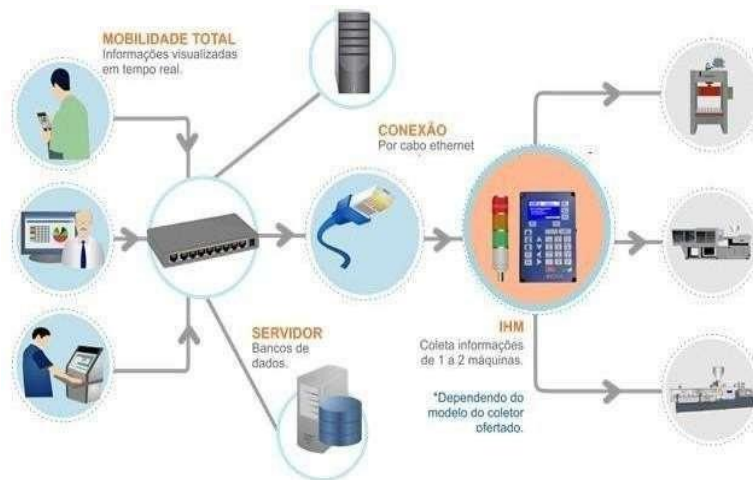 MOBILIDADE TOTAL
Informações visualizadas
em tempo real.
CONEXÃO
Por cabo ethernet
SERVIDOR
Bancos de
dados.
IHM
Coleta informações
de 1 a 2 máquinas.
*Dependendo do
modelo do coletor
ofertado.